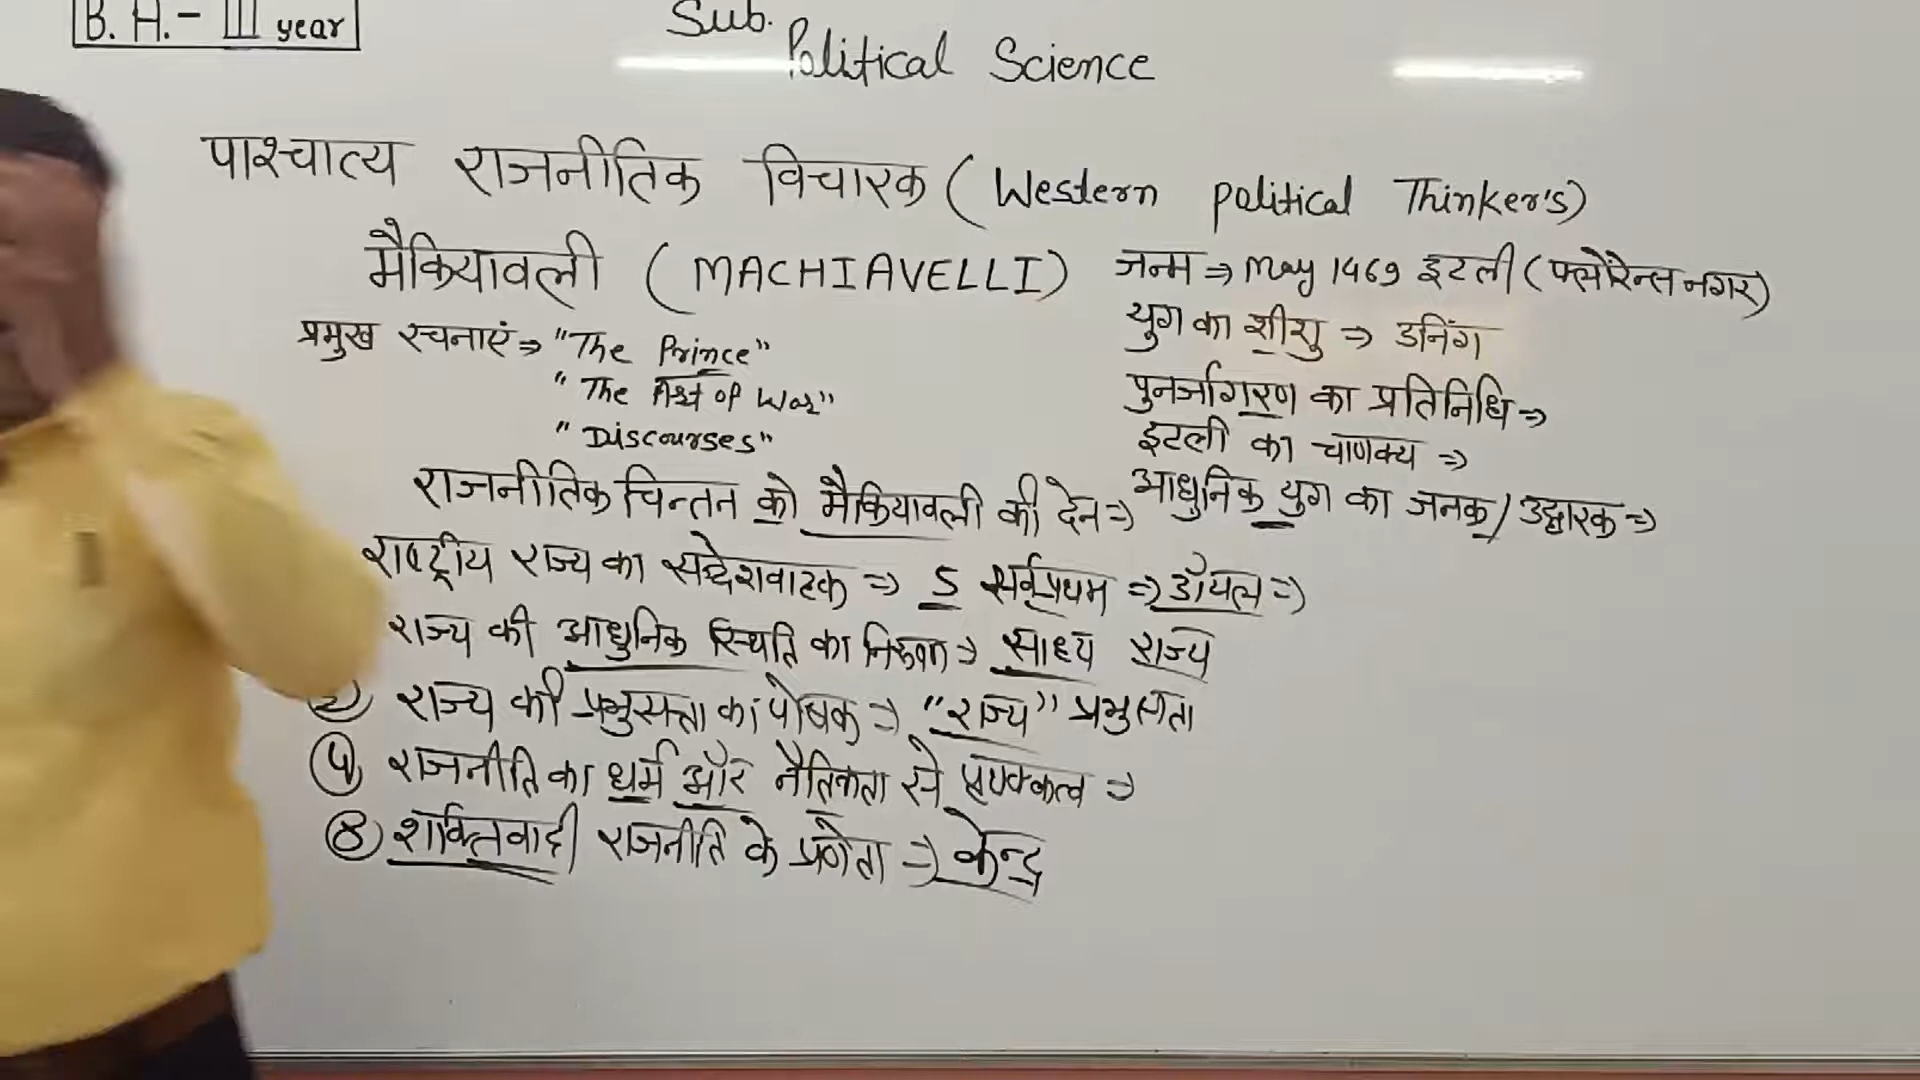 B. A.- III year
Sub. Political Science
पाश्चात्य राजनीतिक विचारक ( Western political Thinker's)
मैकियावली ( MACHIAVELLI)
जन्म ⇒ May 1469 इटली ( फ्लोरेन्स नगर)
प्रमुख रचनाएं ⇒ "The Prince"
"The Art of War"
"Discourses"
युग का शीशु ⇒ डनिंग
पुनर्जागरण का प्रतिनिधि ⇒
इटली का चाणक्य ⇒
आधुनिक युग का जनक/ उद्धारक ⇒
राजनीतिक चिन्तन को मैकियावली की देन ⇒
राष्ट्रीय राज्य का सन्देशवाहक ⇒ 5 सर्वप्रथम ⇒ डॉयल ⇒
राज्य की आधुनिक स्थिति का निरूपण ⇒ साध्य राज्य
राज्य की प्रभुसत्ता का पोषक ⇒ "राज्य" प्रभुसत्ता
④ राजनीति का धर्म और नैतिकता से पृथक्कत्व ⇒
⑧ शक्तिवादी राजनीति के प्रणेता ⇒ केन्द्र